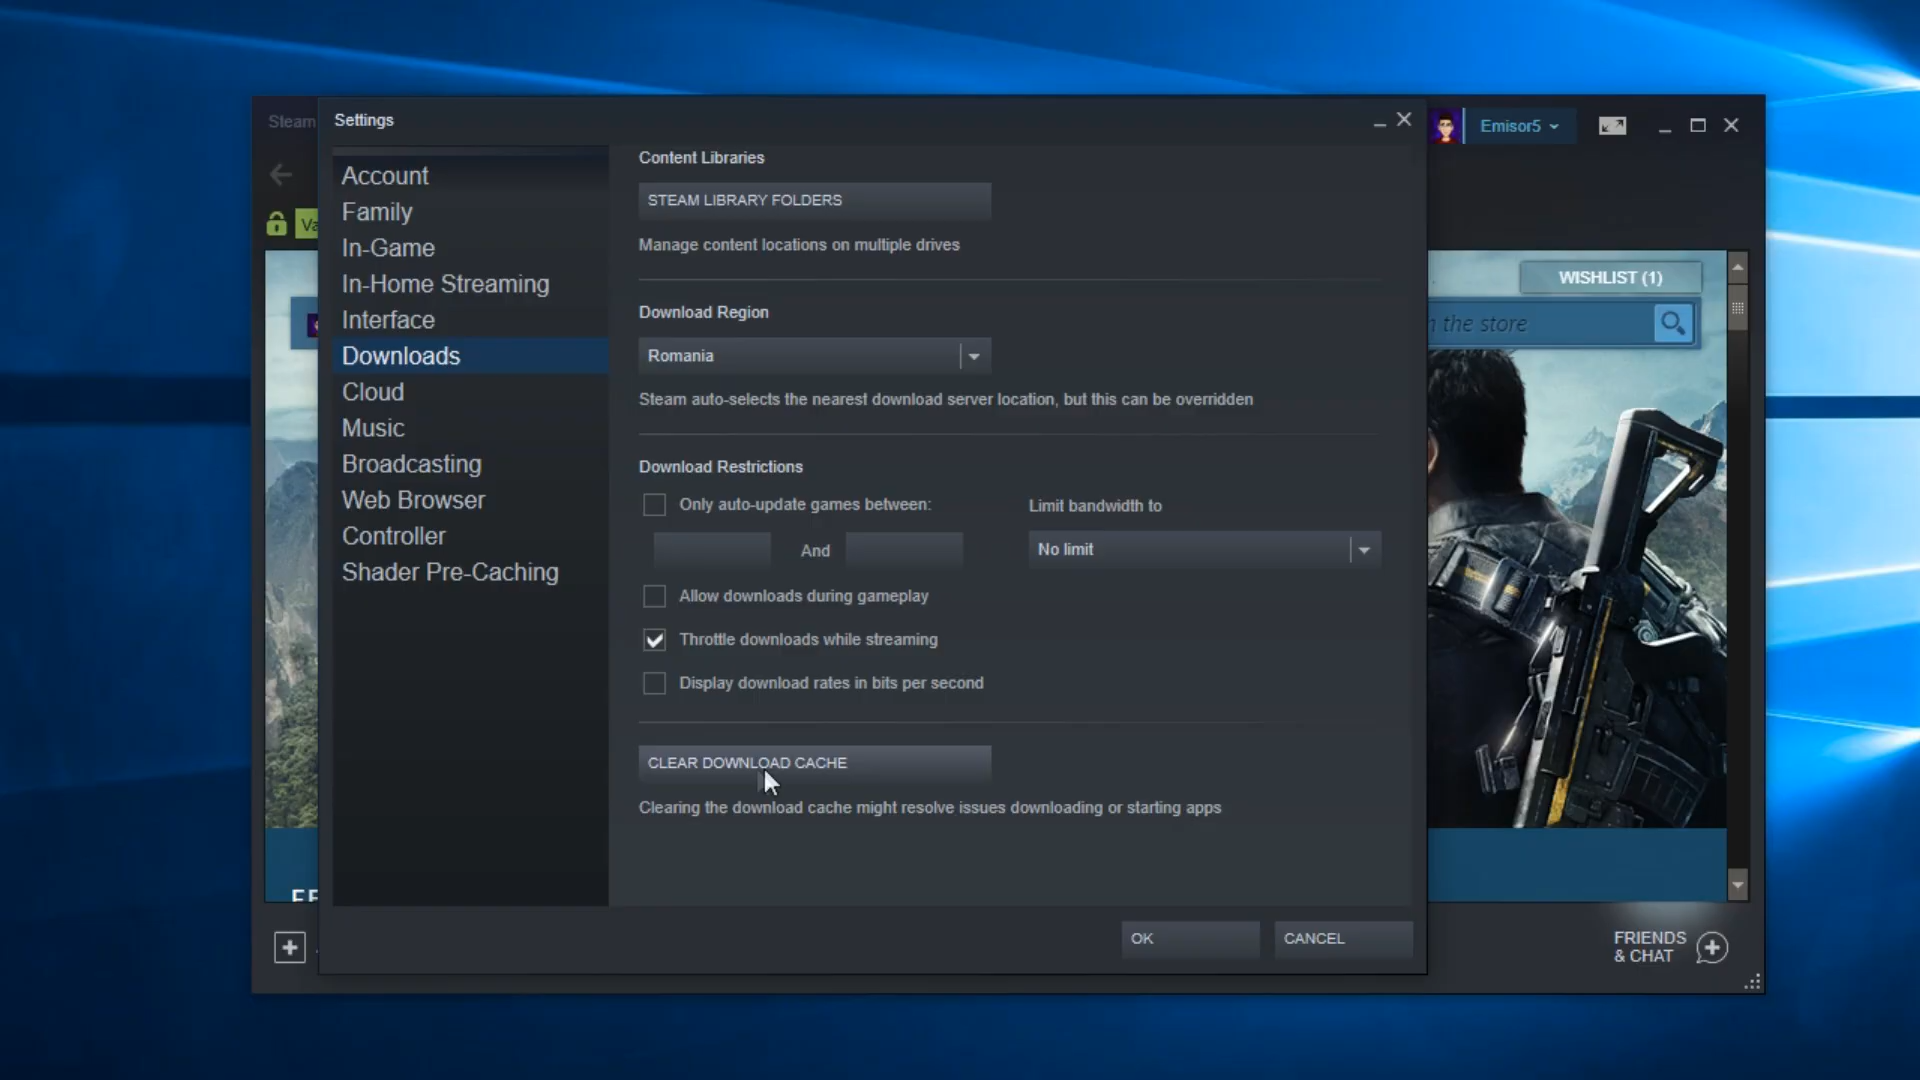 Steam
Settings
Emisor5
Account
Family
In-Game
In-Home Streaming
Interface
Downloads
Cloud
Music
Broadcasting
Web Browser
Controller
Shader Pre-Caching
Content Libraries
STEAM LIBRARY FOLDERS
Manage content locations on multiple drives
Download Region
Romania
Steam auto-selects the nearest download server location, but this can be overridden
Download Restrictions
Only auto-update games between:
And
Limit bandwidth to
No limit
Allow downloads during gameplay
Throttle downloads while streaming
Display download rates in bits per second
CLEAR DOWNLOAD CACHE
Clearing the download cache might resolve issues downloading or starting apps
OK
CANCEL
WISHLIST (1)
the store
FRIENDS
& CHAT